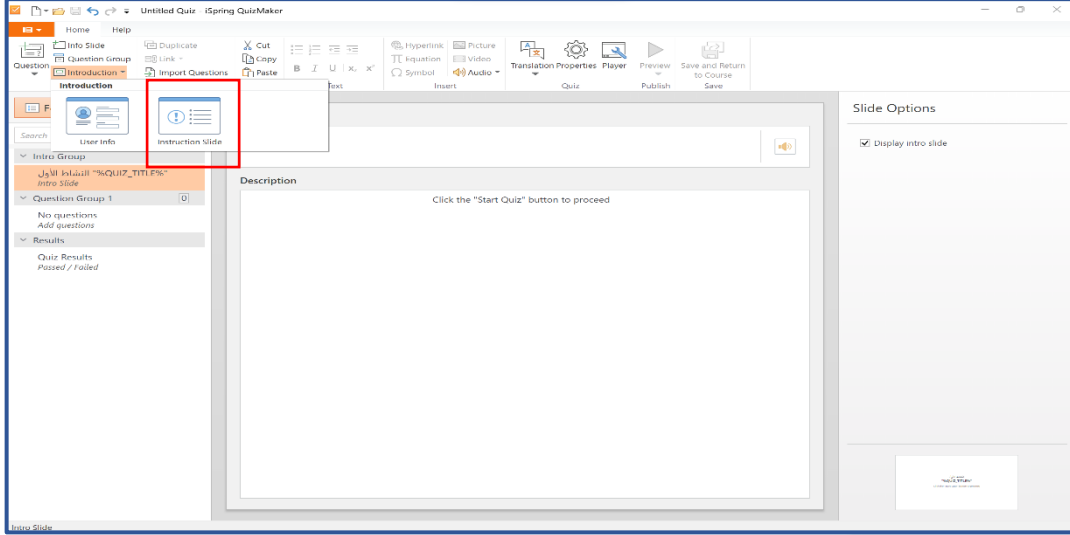 Untitled Quiz - iSpring QuizMaker
Home Help
Question
Info Slide
Question Group
Introduction
Duplicate
Link
Import Questions
Cut
Copy
Paste
B I U X₂ X²
Text
Hyperlink
Equation
Symbol
Picture
Video
Audio
Insert
Translation Properties Player
Quiz
Preview
Publish
Save and Return
to Course
Save
Introduction
User Info
Instruction Slide
Search
Intro Group
النشاط الأول "%QUIZ_TITLE%"
Intro Slide
Question Group 1 0
No questions
Add questions
Results
Quiz Results
Passed / Failed
Description
Click the "Start Quiz" button to proceed
Slide Options
Display intro slide
"%QUIZ_TITLE%"
Intro Slide